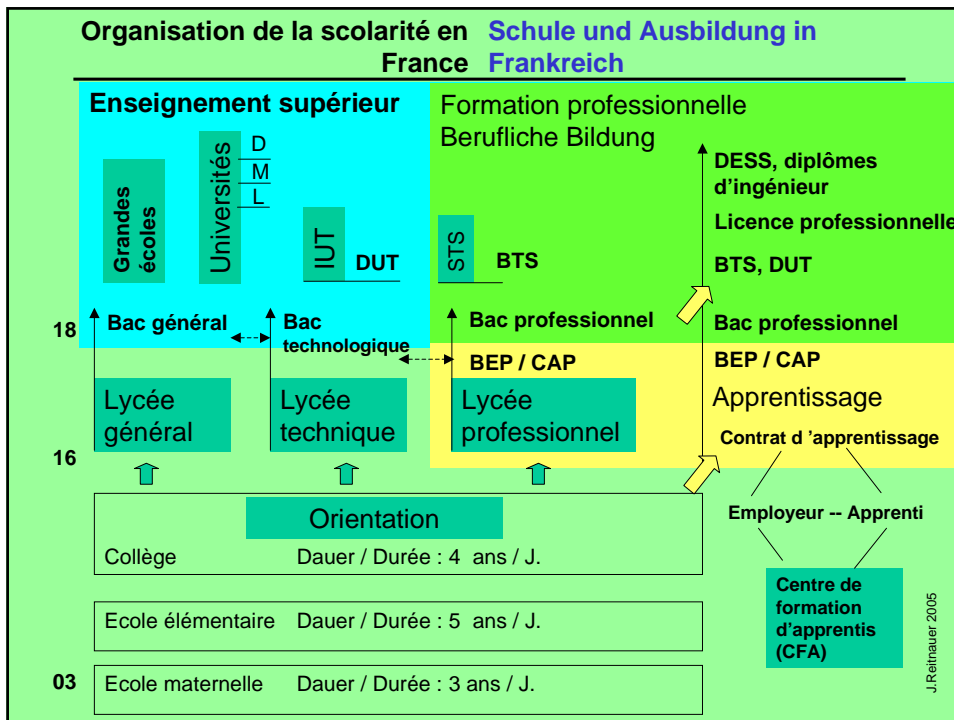 Organisation de la scolarité en France
Schule und Ausbildung in Frankreich
Enseignement supérieur
Formation professionnelle
Berufliche Bildung
Grandes écoles
Universités
D
M
L
IUT
DUT
STS
BTS
DESS, diplômes
d'ingénieur
Licence professionnelle
BTS, DUT
18
Bac général
Bac
technologique
Bac professionnel
BEP / CAP
Bac professionnel
BEP / CAP
Lycée
général
Lycée
technique
Lycée
professionnel
Apprentissage
Contrat d 'apprentissage
16
Orientation
Employeur -- Apprenti
Collège Dauer / Durée : 4 ans / J.
Centre de
formation
d'apprentis
(CFA)
Ecole élémentaire Dauer / Durée : 5 ans / J.
03
Ecole maternelle Dauer / Durée : 3 ans / J.
J.Reitnauer 2005